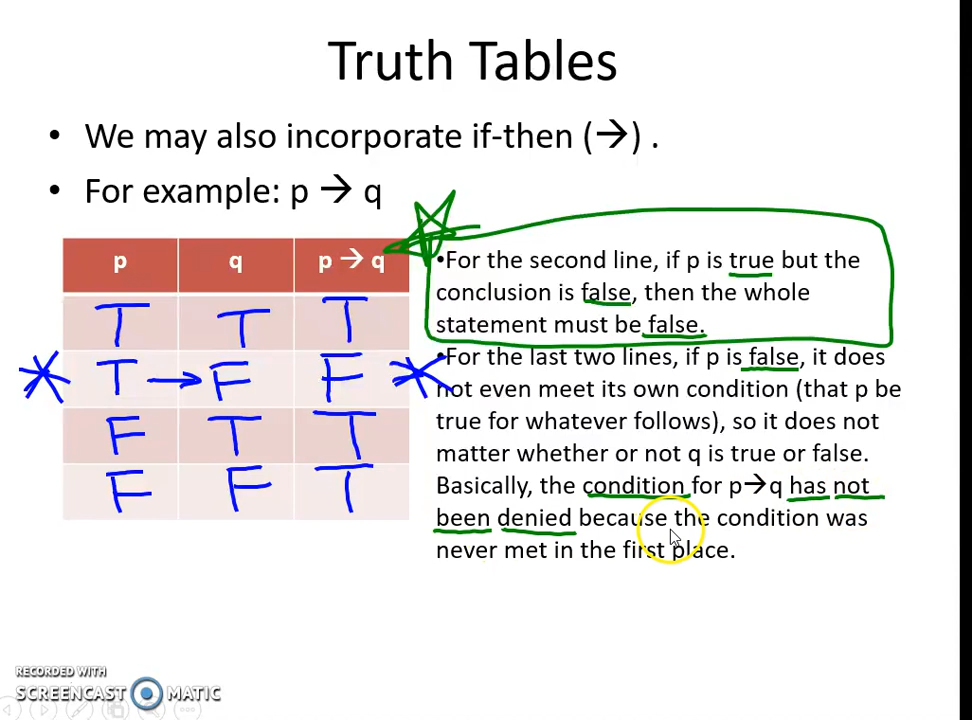 Truth Tables
• We may also incorporate if-then (→) .
• For example: p → q
p q p → q
T T T
T → F F
F T T
F F T
•For the second line, if p is true but the
conclusion is false, then the whole
statement must be false.
•For the last two lines, if p is false, it does
not even meet its own condition (that p be
true for whatever follows), so it does not
matter whether or not q is true or false.
Basically, the condition for p→q has not
been denied because the condition was
never met in the first place.
RECORDED WITH
SCREENCAST MATIC